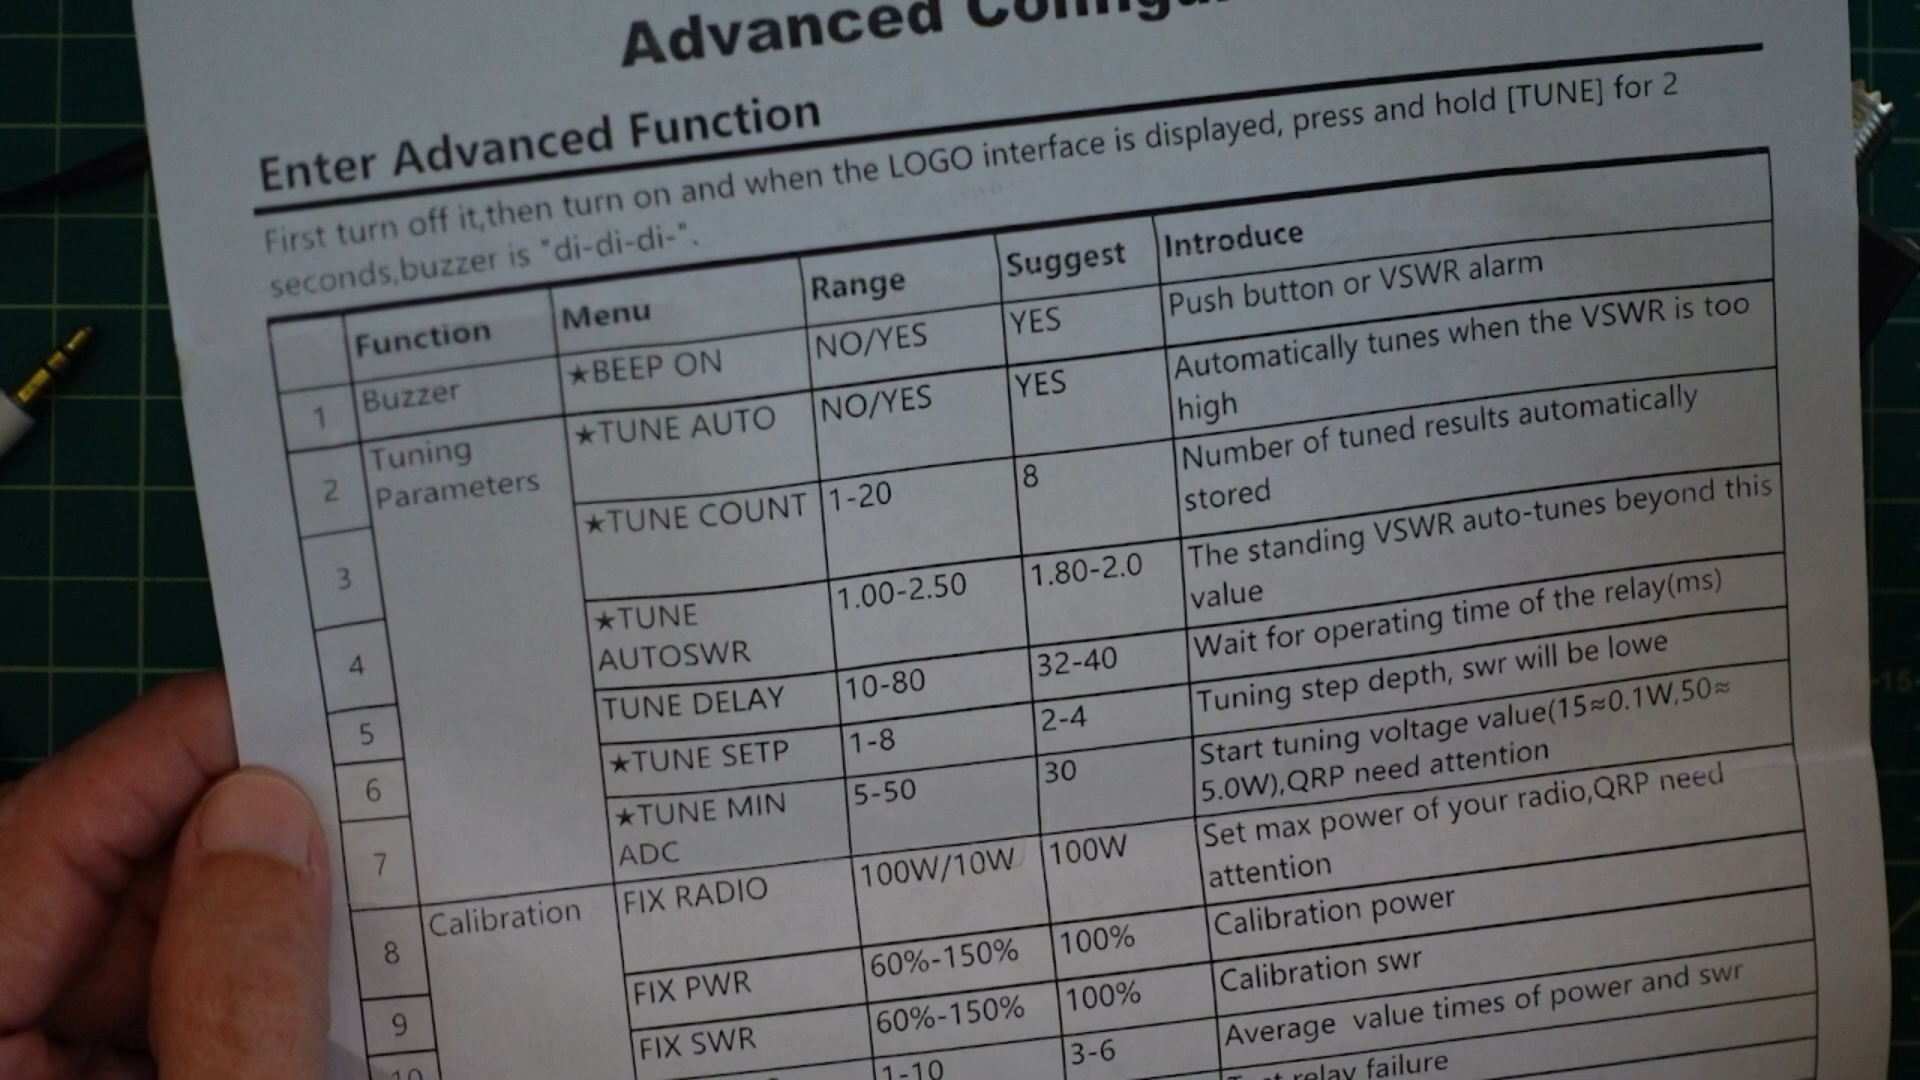 Advanced
Enter Advanced Function
First turn off it,then turn on and when the LOGO interface is displayed, press and hold [TUNE] for 2
seconds,buzzer is "di-di-di-".
Function Menu Range Suggest Introduce
1 Buzzer ★BEEP ON NO/YES YES Push button or VSWR alarm
2 Tuning Parameters ★TUNE AUTO NO/YES YES Automatically tunes when the VSWR is too
high
3 ★TUNE COUNT 1-20 8 Number of tuned results automatically
stored
4 ★TUNE 1.00-2.50 1.80-2.0 The standing VSWR auto-tunes beyond this
AUTOSWR value
5 TUNE DELAY 10-80 32-40 Wait for operating time of the relay(ms)
6 ★TUNE SETP 1-8 2-4 Tuning step depth, swr will be lowe
7 ★TUNE MIN 5-50 30 Start tuning voltage value(15≈0.1W,50≈
ADC 5.0W),QRP need attention
8 Calibration FIX RADIO 100W/10W 100W Set max power of your radio,QRP need
attention
9 FIX PWR 60%-150% 100% Calibration power
10 FIX SWR 60%-150% 100% Calibration swr
1-10 3-6 Average value times of power and swr
relay failure
-15-